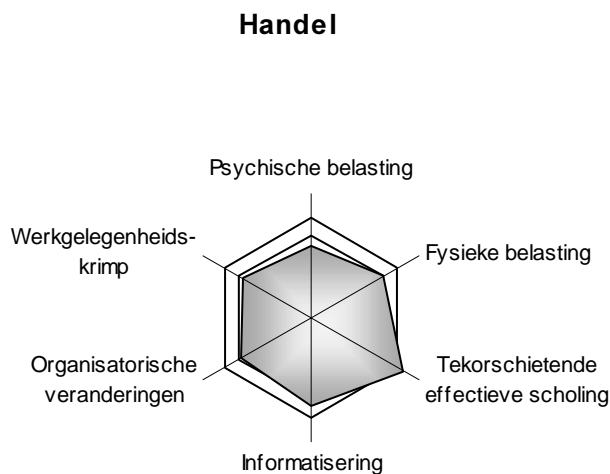 Handel
Psychische belasting
Werkgelegenheids-
krimp
Fysieke belasting
Organisatorische
veranderingen
Tekorschietende
effectieve scholing
Informatisering